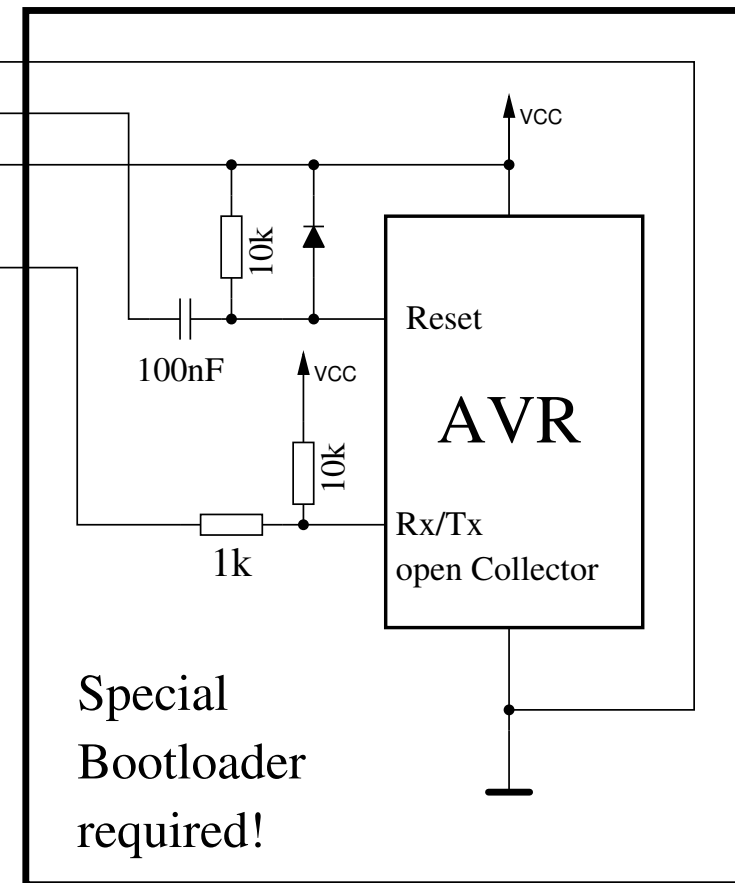 VCC
10k
Reset
100nF
VCC
AVR
10k
Rx/Tx
1k
open Collector
Special
Bootloader
required!